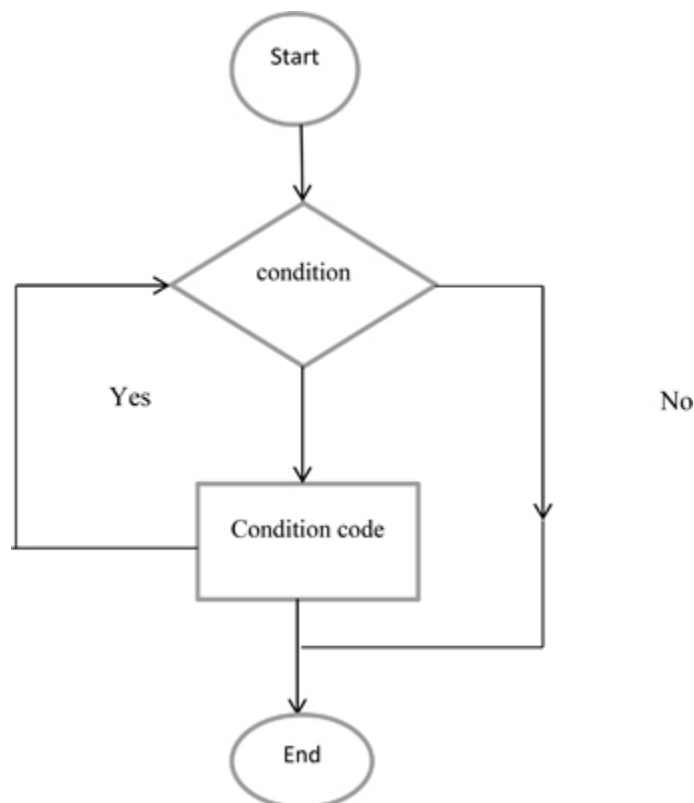 Start
condition
Yes
No
Condition code
End